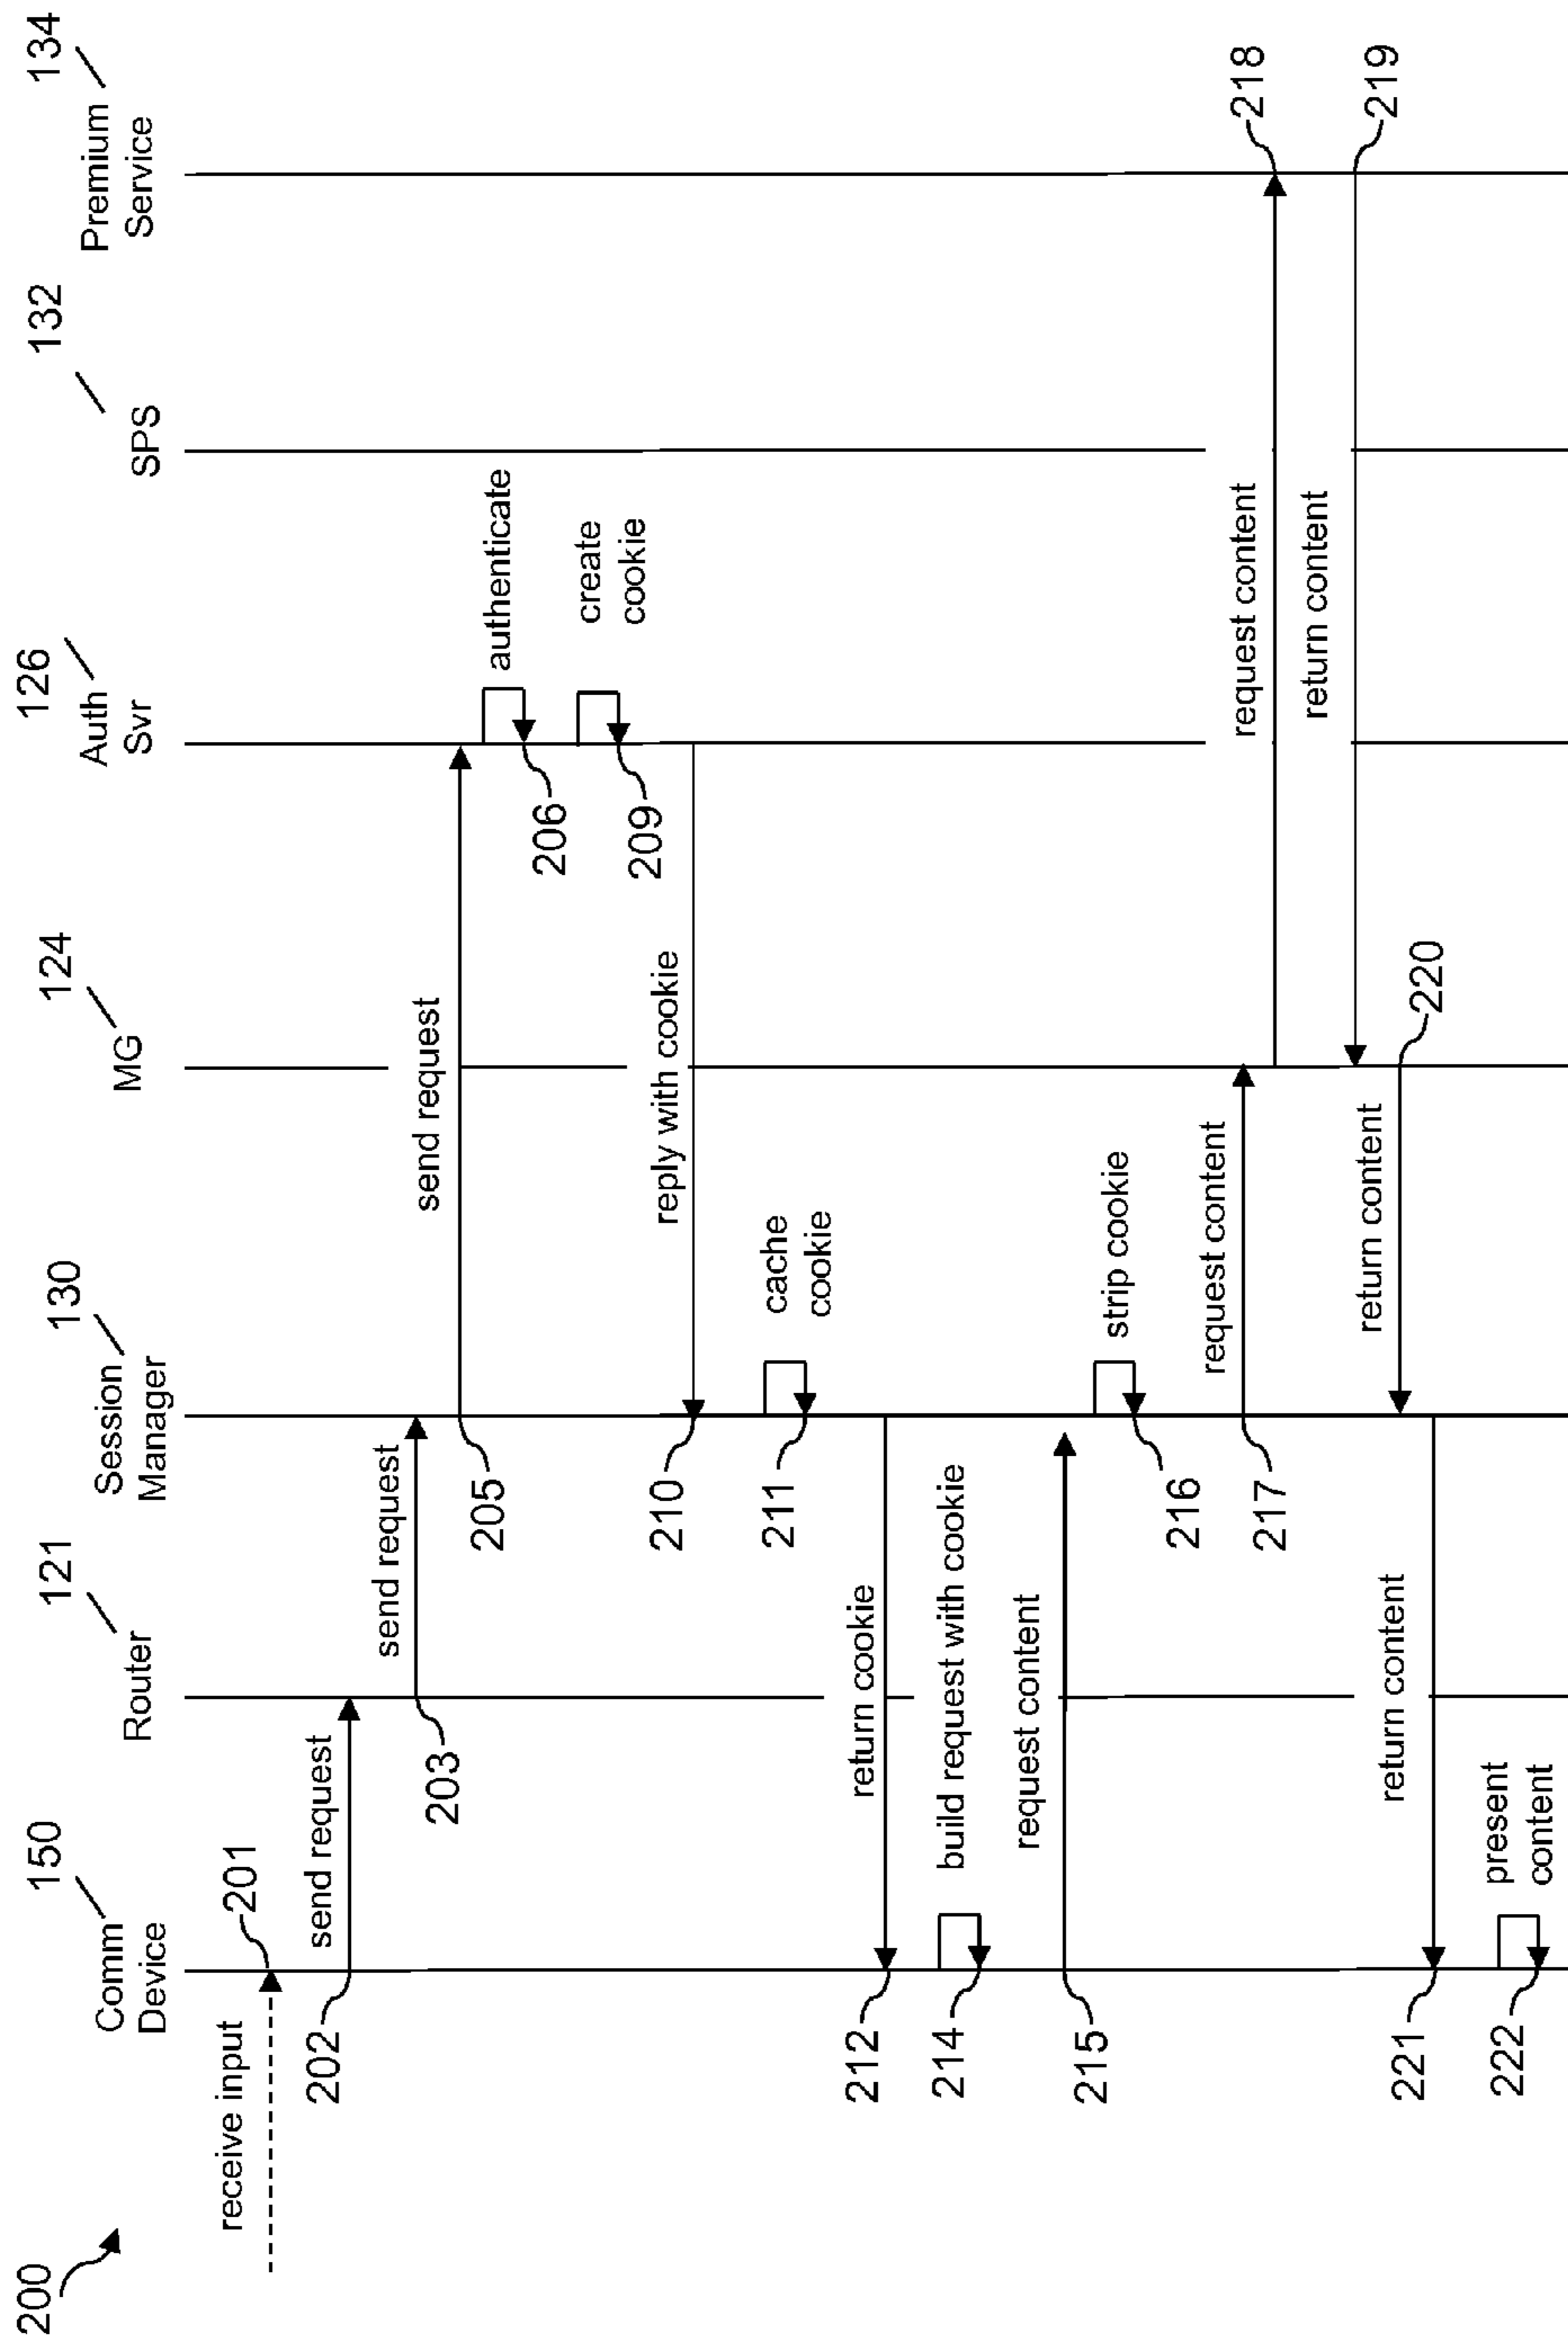 200
150
Comm
Device
121
Router
130
Session
Manager
124
MG
126
Auth
Svr
132
SPS
134
Premium
Service
receive input
201
send request
202
send request
203
send request
205
authenticate
206
create
cookie
209
reply with cookie
210
cache
cookie
211
return cookie
212
build request with cookie
214
request content
215
strip cookie
216
request content
217
request content
218
return content
219
return content
220
return content
221
present
content
222